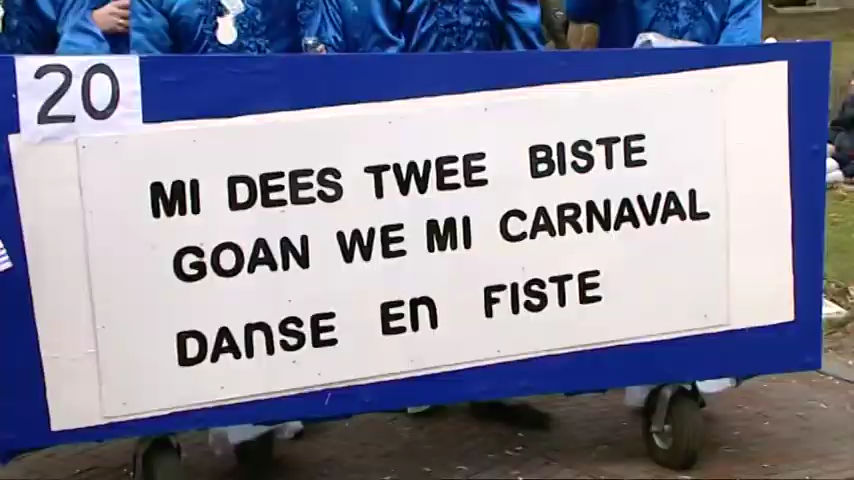 20
MI DEES TWEE BISTE
GOAN WE MI CARNAVAL
DANSE EN FISTE